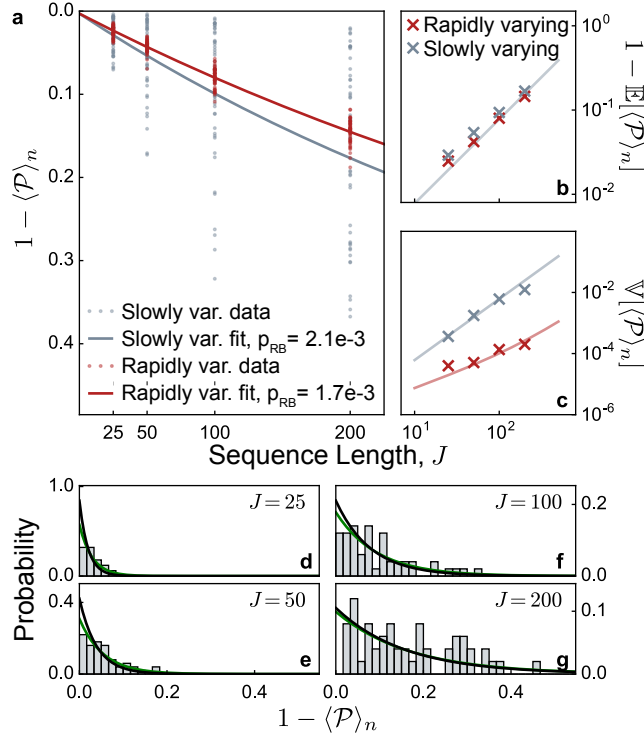 a
0.0
0.1
0.2
0.3
0.4
1 − ⟨𝒫⟩ₙ
Slowly var. data
Slowly var. fit, p_RB = 2.1e-3
Rapidly var. data
Rapidly var. fit, p_RB = 1.7e-3
25 50 100 200
Sequence Length, J
Rapidly varying
Slowly varying
b
10⁰
10⁻¹
10⁻²
1 − 𝔼[⟨𝒫⟩ₙ]
c
10⁻²
10⁻⁴
10⁻⁶
𝕍[⟨𝒫⟩ₙ]
10¹ 10²
Probability
1.0
0.0
J = 25
d
0.4
0.0
J = 50
e
0.0 0.2 0.4
J = 100
f
0.2
0.0
J = 200
g
0.1
0.0
0.0 0.2 0.4
1 − ⟨𝒫⟩ₙ